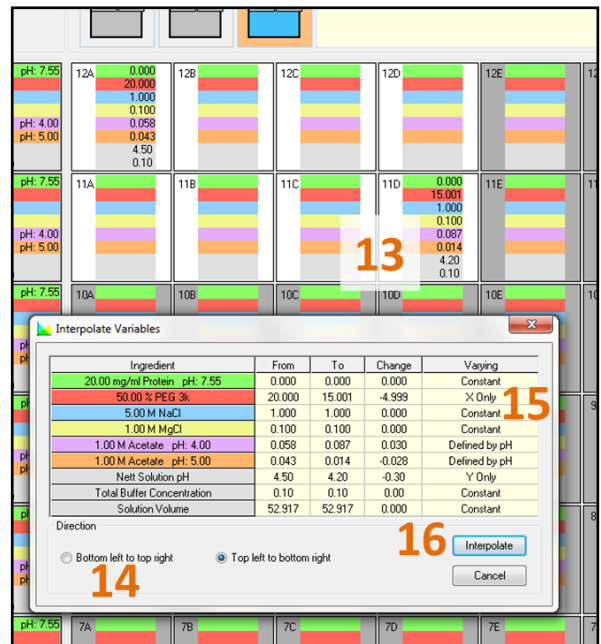 pH: 7.55 12A 0.000 12B 12C 12D 12E 12
20.000
1.000
0.100
pH: 4.00 0.058
pH: 5.00 0.043
4.50
0.10
pH: 7.55 11A 11B 11C 11D 0.000 11E 11
15.001
1.000
0.100
pH: 4.00 0.087
pH: 5.00 0.014
13
4.20
0.10
pH: 7.55 10A 10B 10C 10D 10E 10
Interpolate Variables
Ingredient From To Change Varying
20.00 mg/ml Protein pH: 7.55 0.000 0.000 0.000 Constant
50.00 % PEG 3k 20.000 15.001 -4.999 X Only
5.00 M NaCl 1.000 1.000 0.000 Constant
15
1.00 M MgCl 0.100 0.100 0.000 Constant
1.00 M Acetate pH: 4.00 0.058 0.087 0.030 Defined by pH
1.00 M Acetate pH: 5.00 0.043 0.014 -0.028 Defined by pH
Nett Solution pH 4.50 4.20 -0.30 Y Only
Total Buffer Concentration 0.10 0.10 0.00 Constant
Solution Volume 52.917 52.917 0.000 Constant
Direction
16 Interpolate
Bottom left to top right Top left to bottom right
14
Cancel
pH: 7.55 7A 7B 7C 7D 7E 7